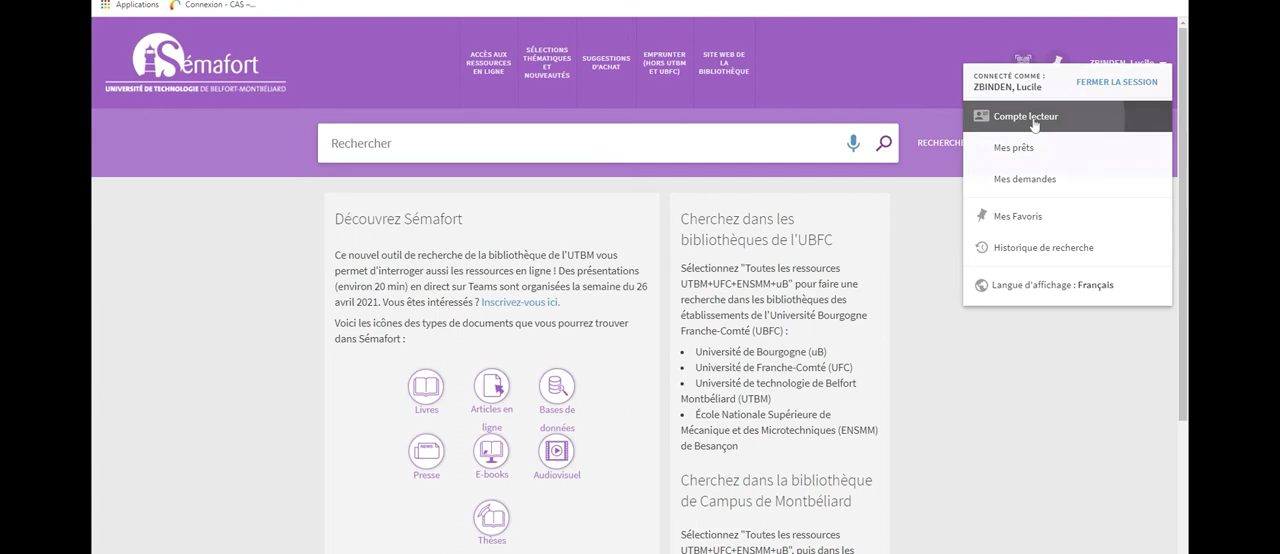 Applications
Connexion - CAS –...
Sémafort
UNIVERSITÉ DE TECHNOLOGIE DE BELFORT-MONTBÉLIARD
ACCÈS AUX
RESSOURCES
EN LIGNE
SÉLECTIONS
THÉMATIQUES
ET
NOUVEAUTÉS
SUGGESTIONS
D'ACHAT
EMPRUNTER
(HORS UTBM
ET UBFC)
SITE WEB DE
LA
BIBLIOTHÈQUE
ZBINDEN, Lucile
CONNECTÉ COMME :
ZBINDEN, Lucile
FERMER LA SESSION
Compte lecteur
Mes prêts
Mes demandes
Mes Favoris
Historique de recherche
Langue d'affichage : Français
Rechercher
Découvrez Sémafort
Ce nouvel outil de recherche de la bibliothèque de l'UTBM vous
permet d'interroger aussi les ressources en ligne ! Des présentations
(environ 20 min) en direct sur Teams sont organisées la semaine du 26
avril 2021. Vous êtes intéressés ? Inscrivez-vous ici.
Voici les icônes des types de documents que vous pourrez trouver
dans Sémafort :
Livres
Articles en
ligne
Bases de
données
NEWS
Presse
E-books
Audiovisuel
Thèses
Cherchez dans les
bibliothèques de l'UBFC
Sélectionnez "Toutes les ressources
UTBM+UFC+ENSMM+uB" pour faire une
recherche dans les bibliothèques des
établissements de l'Université Bourgogne
Franche-Comté (UBFC) :
• Université de Bourgogne (uB)
• Université de Franche-Comté (UFC)
• Université de technologie de Belfort
Montbéliard (UTBM)
• École Nationale Supérieure de
Mécanique et des Microtechniques (ENSMM)
de Besançon
Cherchez dans la bibliothèque
de Campus de Montbéliard
Sélectionnez "Toutes les ressources
UTBM+UFC+ENSMM+uB", puis dans les